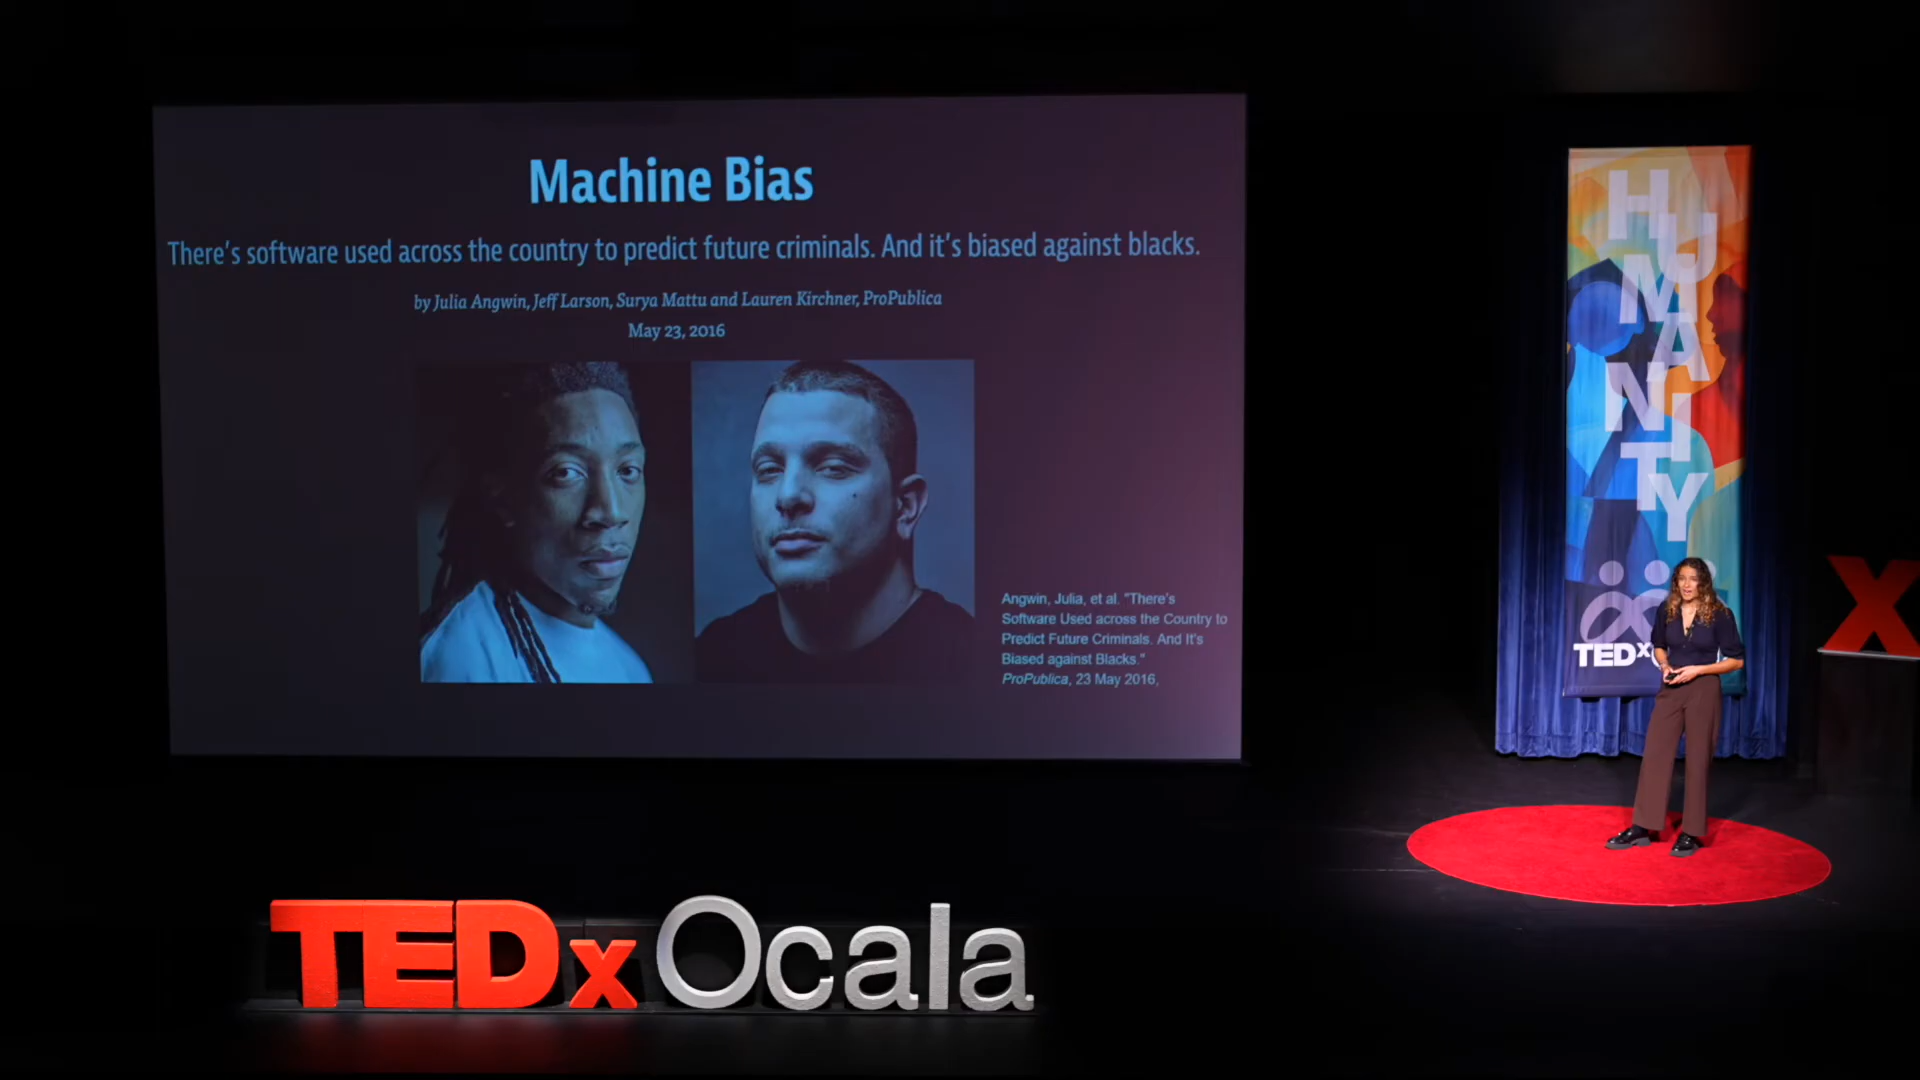 Machine Bias
There's software used across the country to predict future criminals. And it's biased against blacks.
by Julia Angwin, Jeff Larson, Surya Mattu and Lauren Kirchner, ProPublica
May 23, 2016
Angwin, Julia, et al. "There's
Software Used across the Country to
Predict Future Criminals. And It's
Biased against Blacks."
ProPublica, 23 May 2016,
HUMANITY
TEDx
X
TEDxOcala